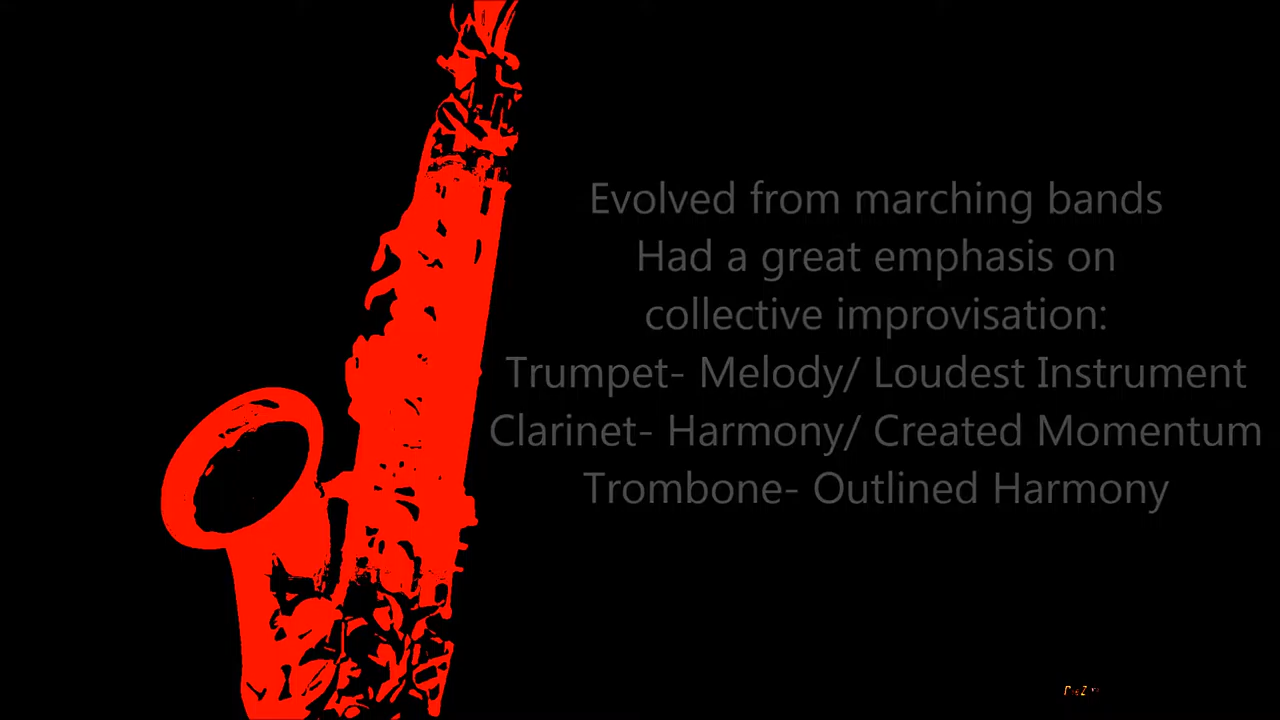 Evolved from marching bands
Had a great emphasis on
collective improvisation:
Trumpet- Melody/ Loudest Instrument
Clarinet- Harmony/ Created Momentum
Trombone- Outlined Harmony